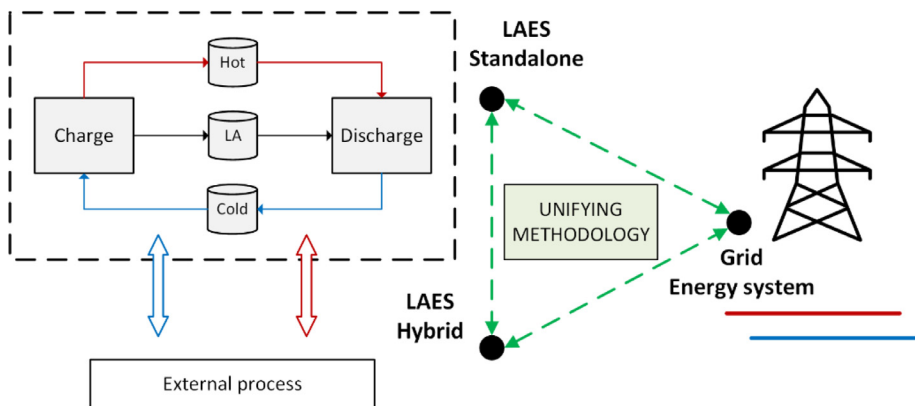 Hot
Charge
LA
Discharge
Cold
External process
LAES
Standalone
UNIFYING
METHODOLOGY
LAES
Hybrid
Grid
Energy system